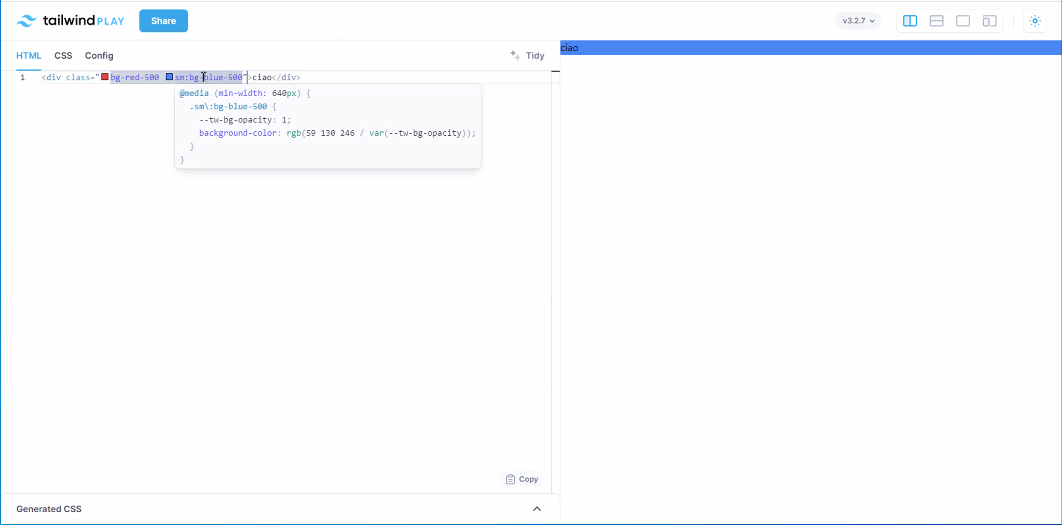 tailwind PLAY Share v3.2.7
HTML CSS Config Tidy
1 <div class="bg-red-500 sm:bg-blue-500">ciao</div>
ciao
@media (min-width: 640px) {
.sm\:bg-blue-500 {
--tw-bg-opacity: 1;
background-color: rgb(59 130 246 / var(--tw-bg-opacity));
}
}
Copy
Generated CSS